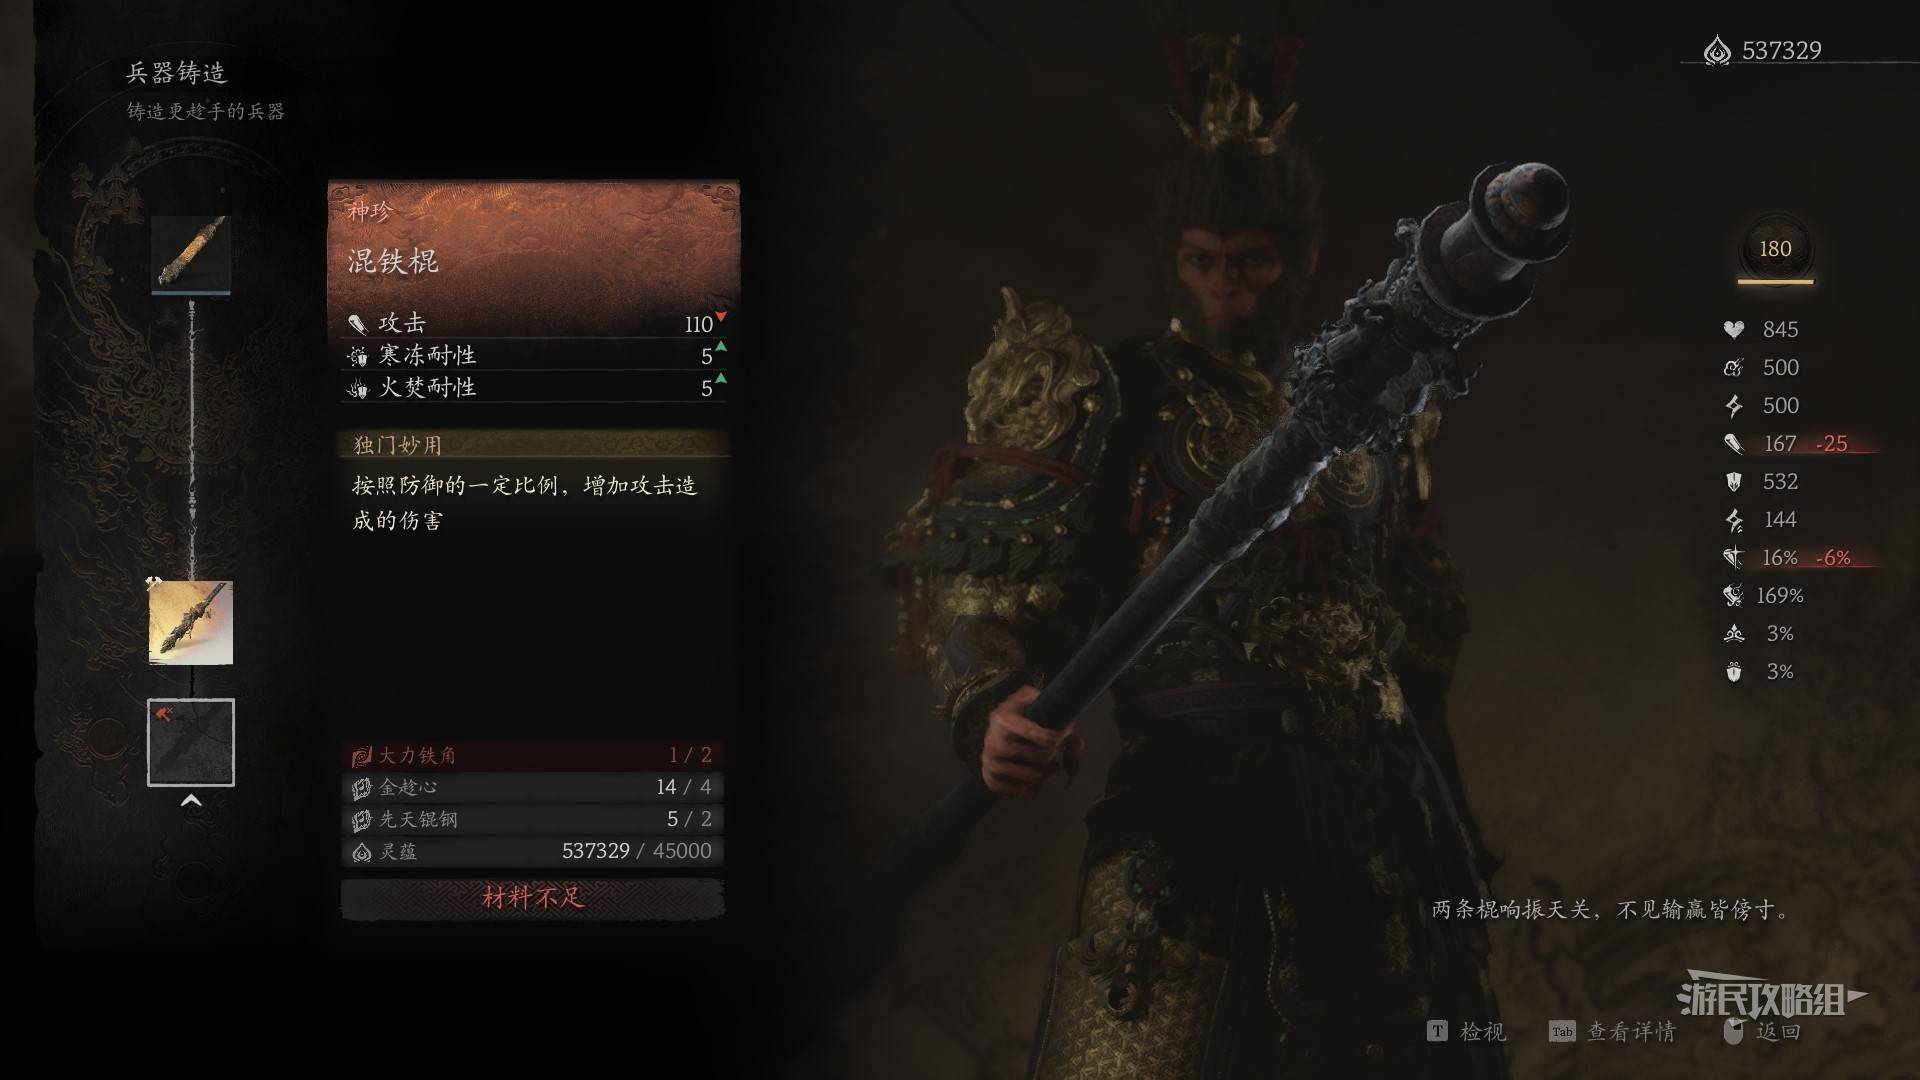 兵器铸造
铸造更趁手的兵器
537329
神珍
混铁棍
攻击 110
寒冻耐性 5
火焚耐性 5
独门妙用
按照防御的一定比例，增加攻击造
成的伤害
大力铁角 1 / 2
金趁心 14 / 4
先天锟钢 5 / 2
灵蕴 537329 / 45000
材料不足
180
845
500
500
167 -25
532
144
16% -6%
169%
3%
3%
两条棍响振天关，不见输赢皆傍寸。
游民攻略组
T 检视 Tab 查看详情 返回